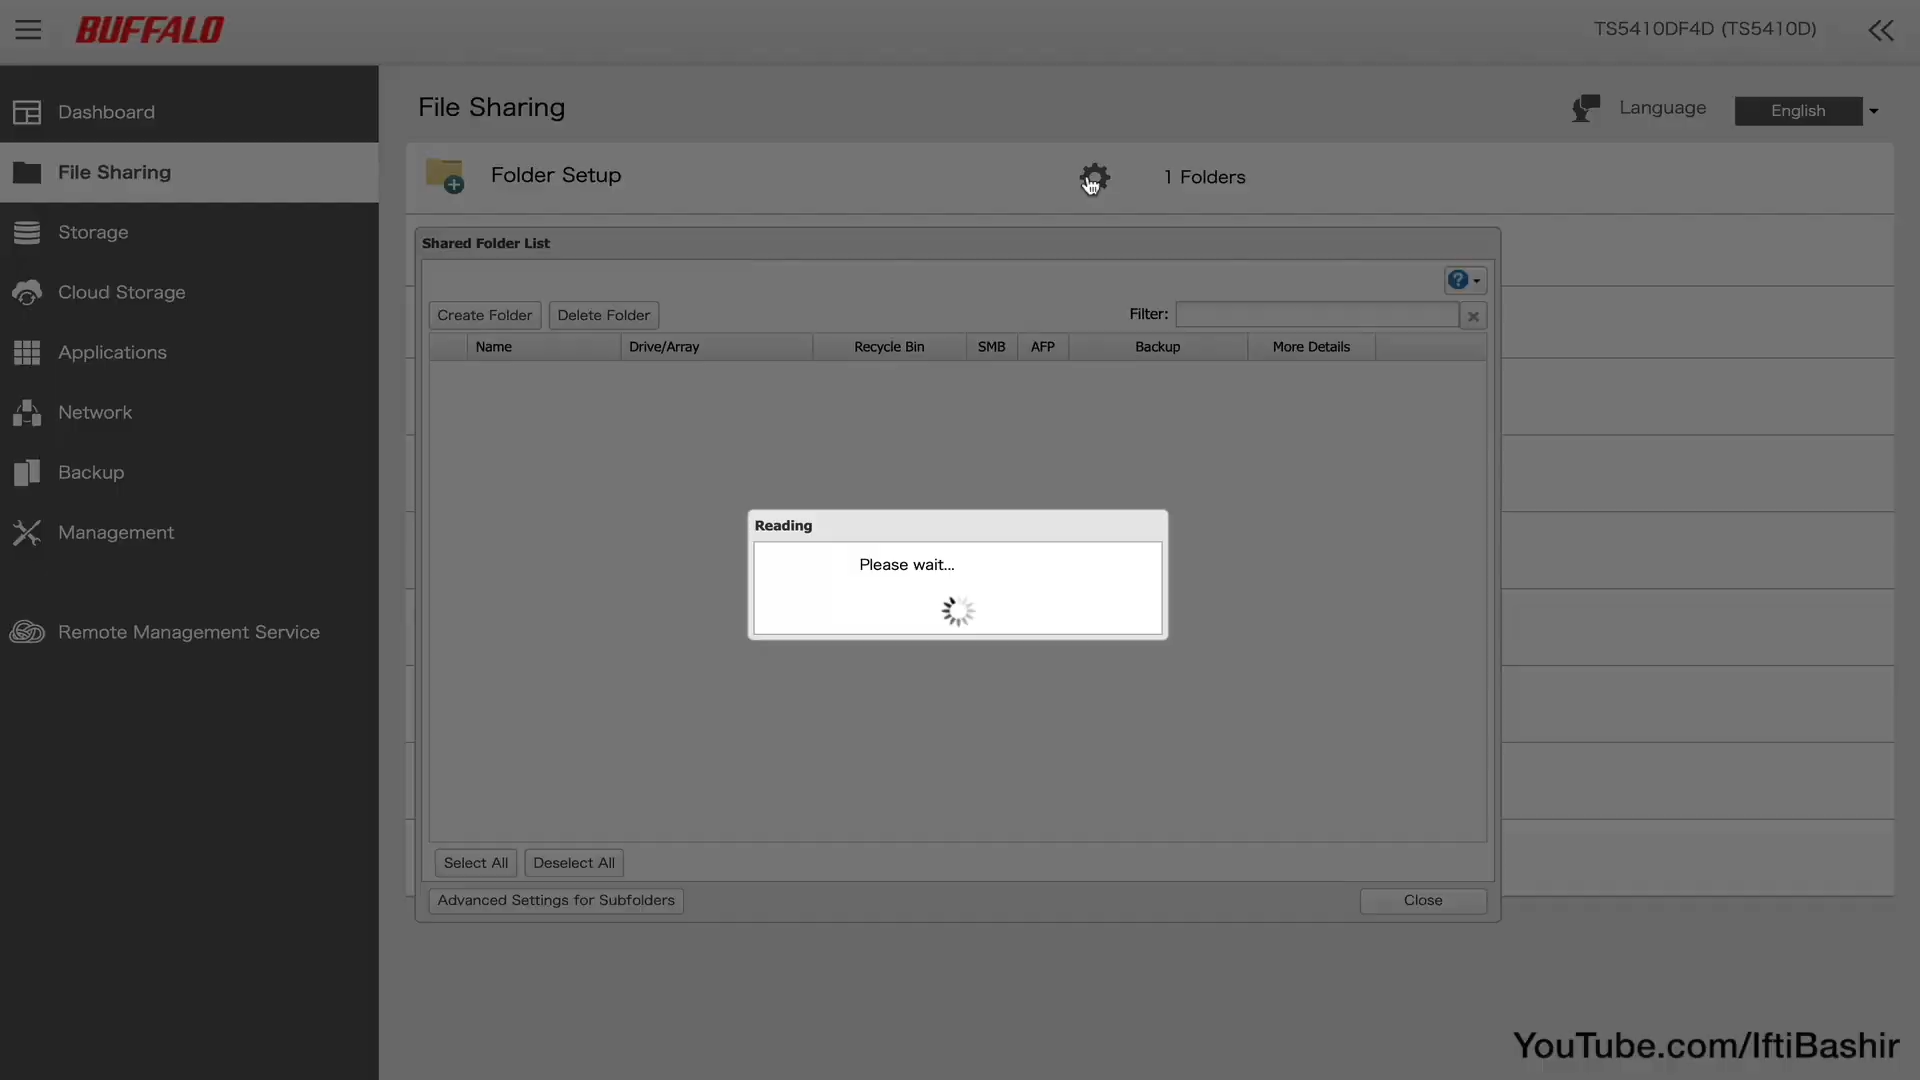 BUFFALO
TS5410DF4D (TS5410D)
Dashboard
File Sharing
Storage
Cloud Storage
Applications
Network
Backup
Management
Remote Management Service
File Sharing
Language
English
Folder Setup
1 Folders
Shared Folder List
?
Create Folder
Delete Folder
Filter:
Name
Drive/Array
Recycle Bin
SMB
AFP
Backup
More Details
Reading
Please wait...
Select All
Deselect All
Advanced Settings for Subfolders
Close
YouTube.com/IftiBashir